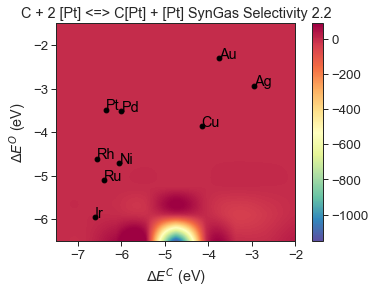 C + 2 [Pt] <=> C[Pt] + [Pt] SynGas Selectivity 2.2
−2
−3
−4
−5
−6
ΔE^O (eV)
Au
Ag
Pt
Pd
Cu
Rh
Ni
Ru
Ir
−7
−6
−5
−4
−3
−2
ΔE^C (eV)
0
−200
−400
−600
−800
−1000